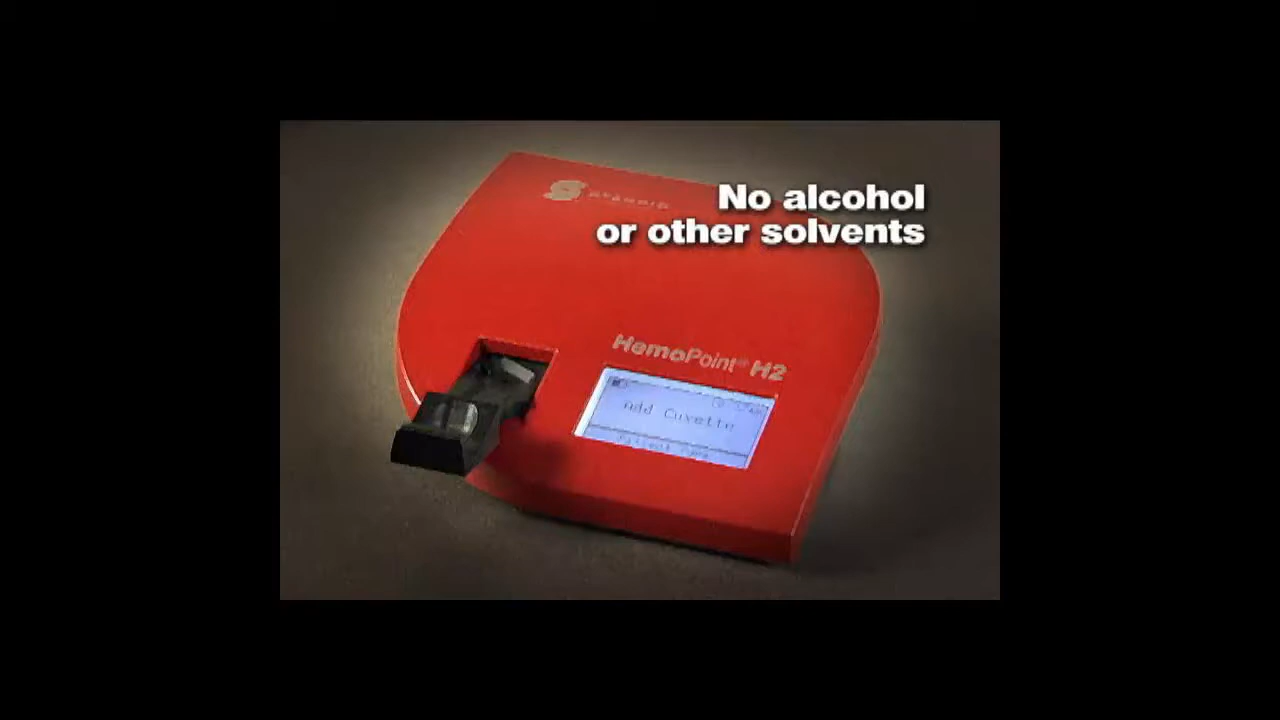 No alcohol
or other solvents
HemoPoint® H2
Add Cuvette